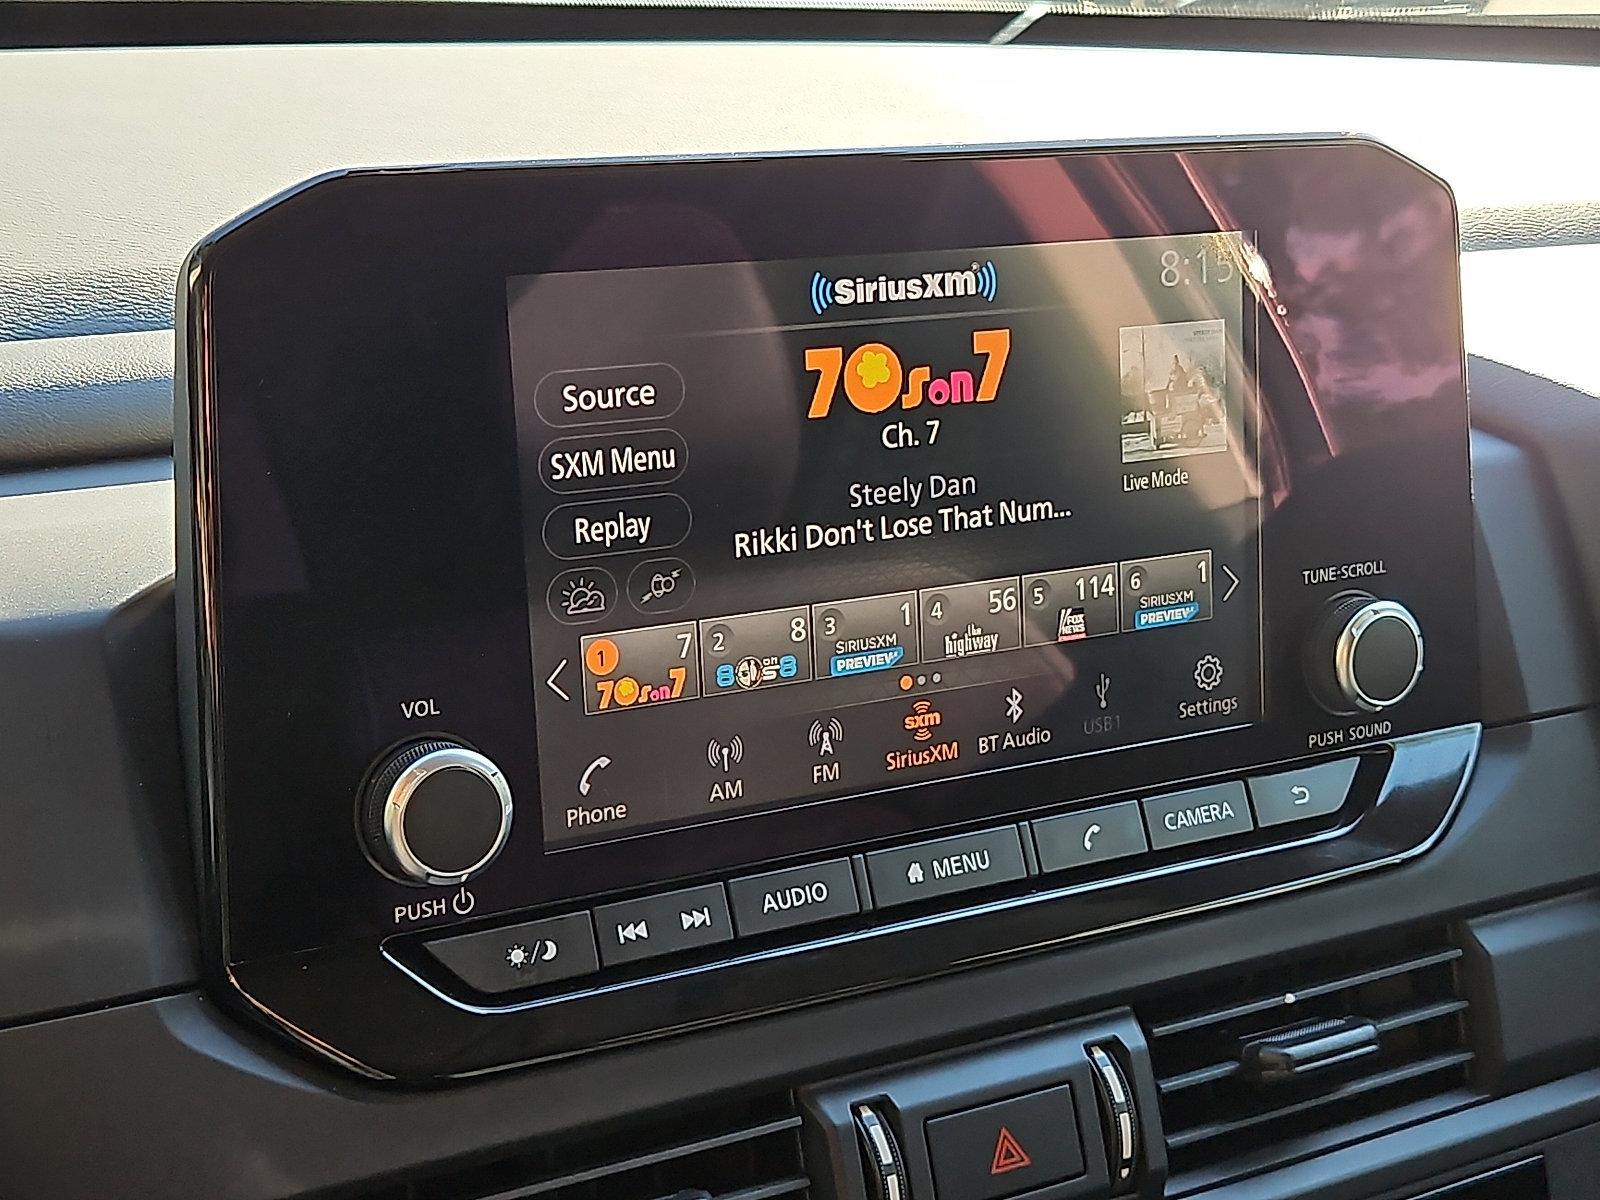 SiriusXM
8:15
70s on 7
Ch. 7
Source
SXM Menu
Replay
Live Mode
Steely Dan
Rikki Don't Lose That Num...
1 7 70s on 7
2 8 80s on 8
3 1 SIRIUSXM PREVIEW
4 56 the highway
5 114 FOX NEWS
6 1 SIRIUSXM PREVIEW
Phone
AM
FM
sxm
SiriusXM
BT Audio
USB1
Settings
VOL
PUSH
TUNE·SCROLL
PUSH SOUND
AUDIO
MENU
CAMERA